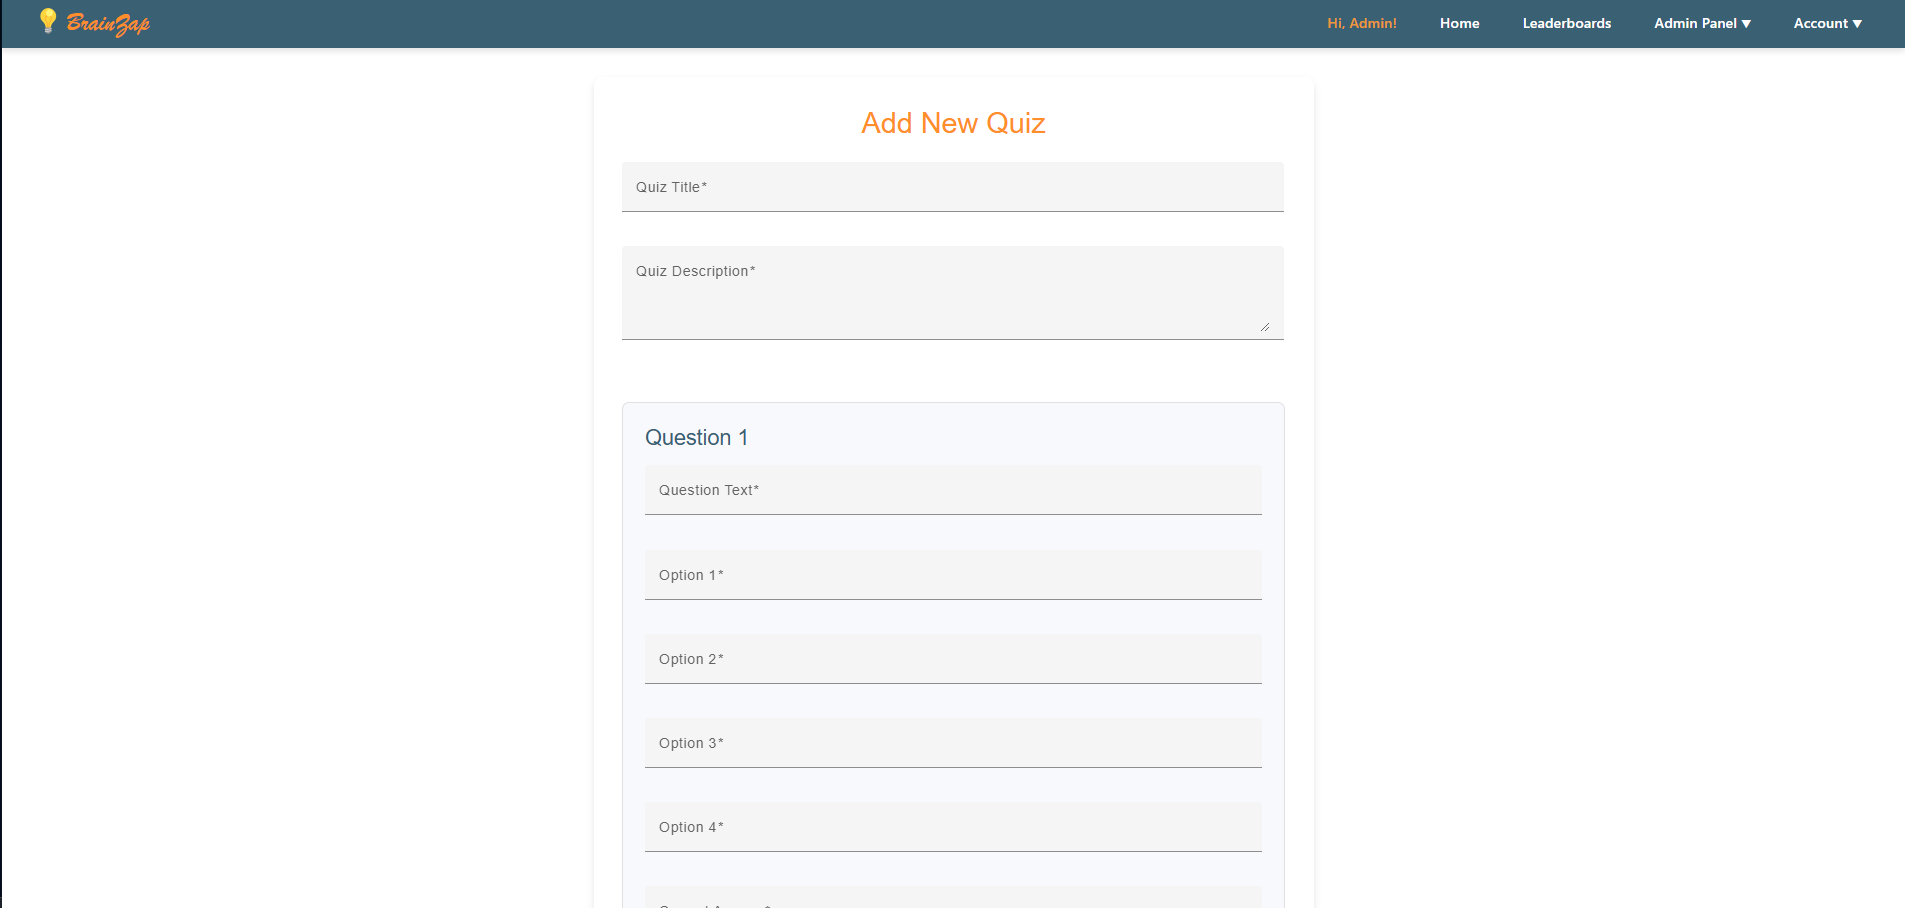 BrainZap
Hi, Admin! Home Leaderboards Admin Panel ▼ Account ▼
Add New Quiz
Quiz Title*
Quiz Description*
Question 1
Question Text*
Option 1*
Option 2*
Option 3*
Option 4*